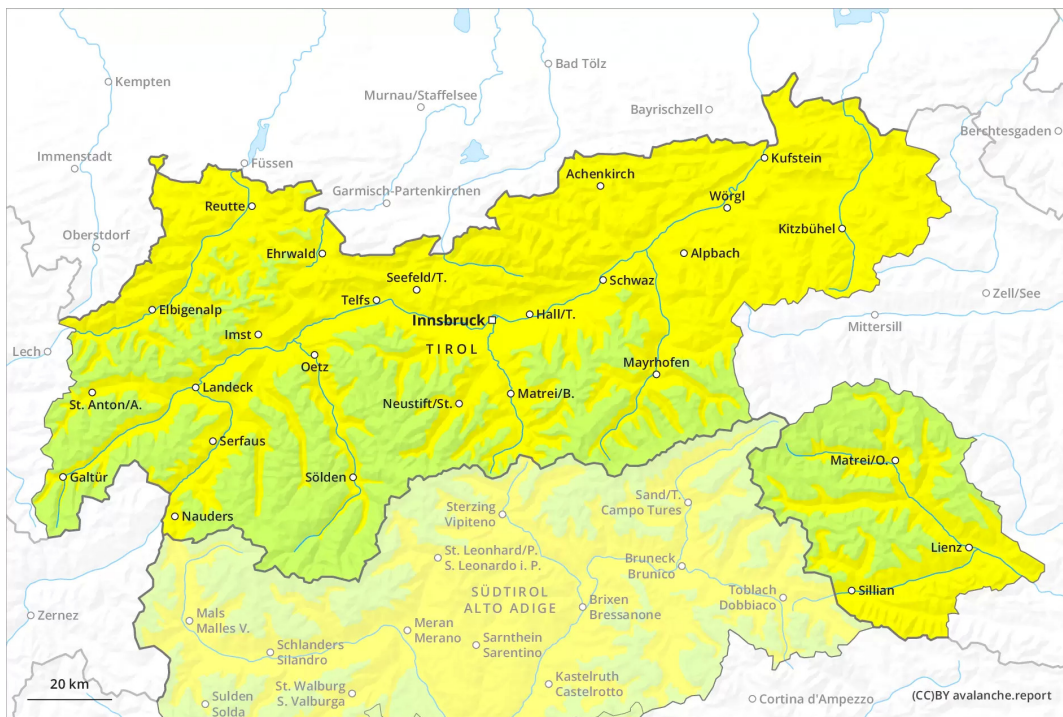 Kempten
Bad Tölz
Murnau/Staffelsee
Bayrischzell
Berchtesgaden
Immenstadt
Füssen
Kufstein
Achenkirch
Garmisch-Partenkirchen
Reutte
Wörgl
Oberstdorf
Kitzbühel
Ehrwald
Alpbach
Seefeld/T.
Schwaz
Telfs
Zell/See
Elbigenalp
Innsbruck
Hall/T.
Mittersill
Imst
TIROL
Lech
Oetz
Mayrhofen
Landeck
St. Anton/A.
Neustift/St.
Matrei/B.
Serfaus
Matrei/O.
Galtür
Sölden
Sand/T.
Campo Tures
Sterzing
Vipiteno
Nauders
Lienz
St. Leonhard/P.
S. Leonardo i. P.
Bruneck
Brunico
SÜDTIROL
ALTO ADIGE
Toblach
Dobbiaco
Sillian
Brixen
Bressanone
Zernez
Mals
Malles V.
Meran
Merano
Schlanders
Silandro
Sarnthein
Sarentino
Kastelruth
Castelrotto
20 km
Sulden
Solda
St. Walburg
S. Valburga
Cortina d'Ampezzo
(CC)BY avalanche.report